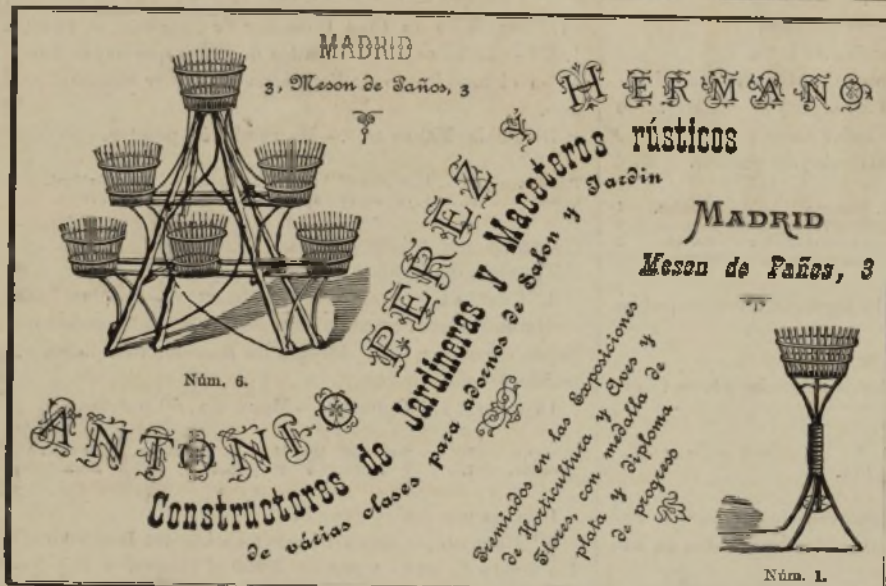 MADRID
3, Meson de Paños, 3
ANTONIO PEREZ Y HERMANO
Constructores de Jardineras y Maceteros rústicos
de várias clases para adornos de Salon y Jardin
MADRID
Meson de Paños, 3
Premiados en las Exposiciones
de Horticultura y Aves y
Flores, con medalla de
plata y diploma
de progreso
Núm. 6.
Núm. 1.